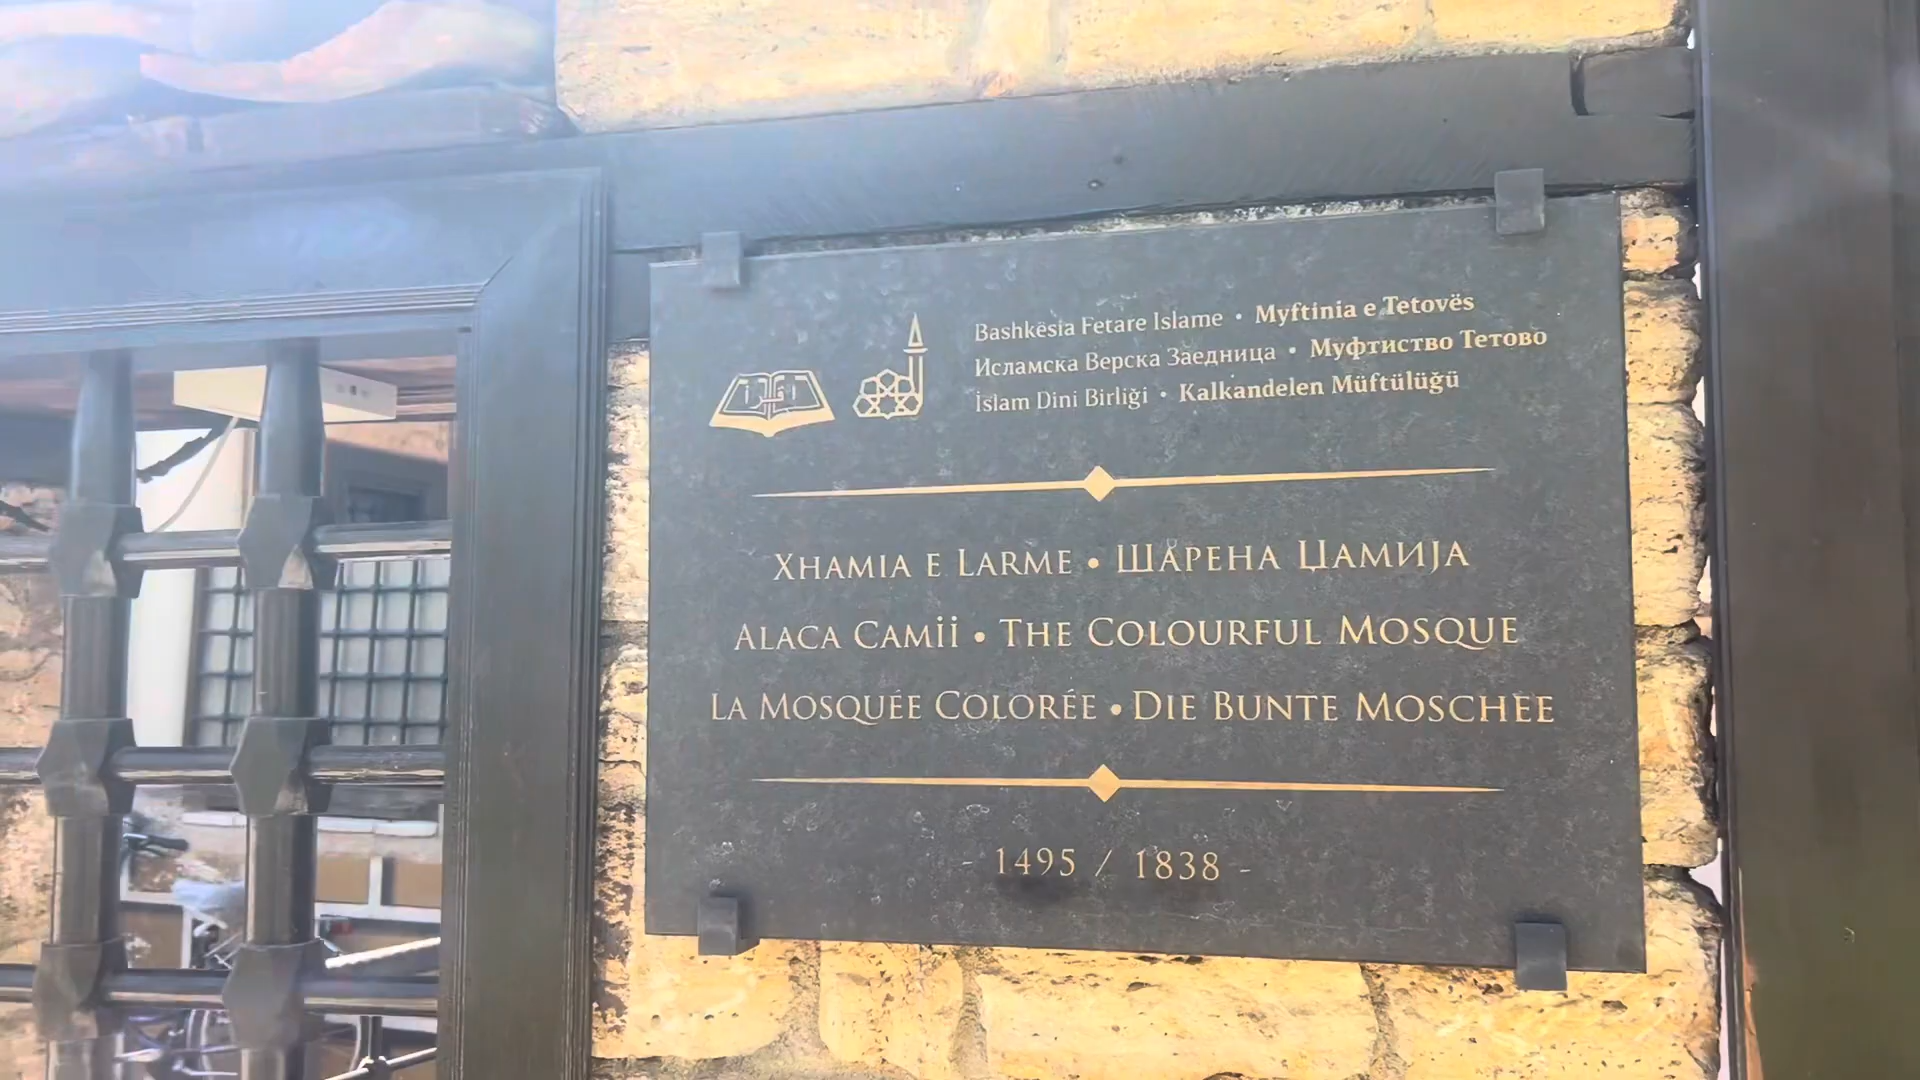 Bashkësia Fetare Islame • Myftinia e Tetovës
Исламска Верска Заедница • Муфтиство Тетово
İslam Dini Birliği • Kalkandelen Müftülüğü
XHAMIA E LARME • ШАРЕНА ЏАМИЈА
ALACA CAMİİ • THE COLOURFUL MOSQUE
LA MOSQUÉE COLORÉE • DIE BUNTE MOSCHEE
- 1495 / 1838 -